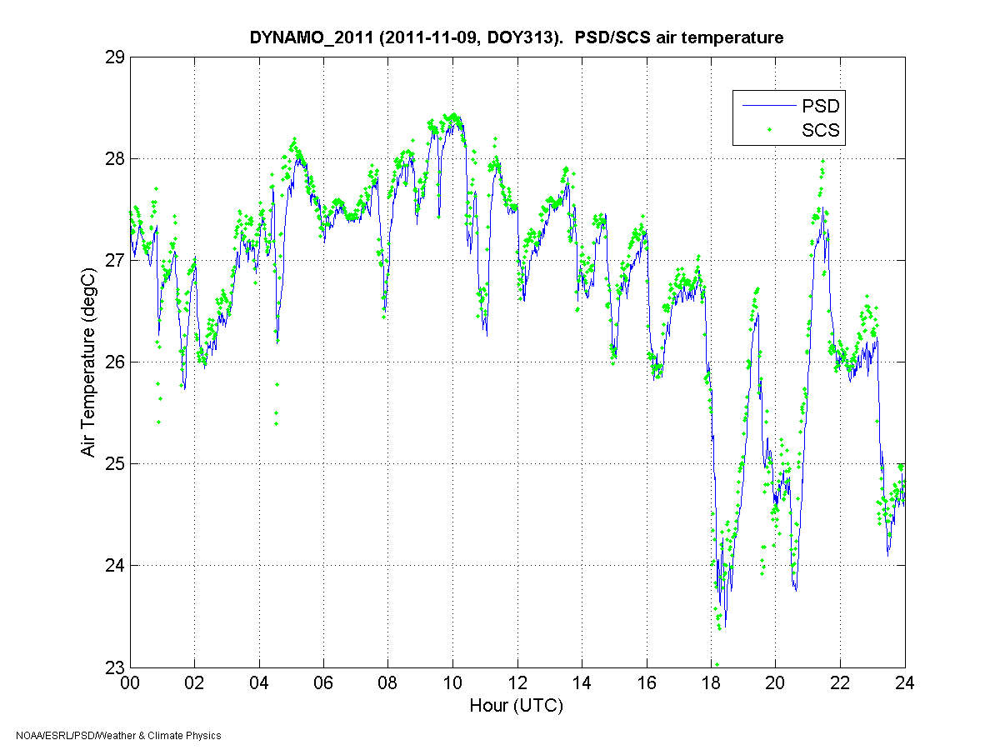 DYNAMO_2011 (2011-11-09, DOY313).  PSD/SCS air temperature
29
28
27
26
25
24
23
Air Temperature (degC)
PSD
SCS
00 02 04 06 08 10 12 14 16 18 20 22 24
Hour (UTC)
NOAA/ESRL/PSD/Weather & Climate Physics